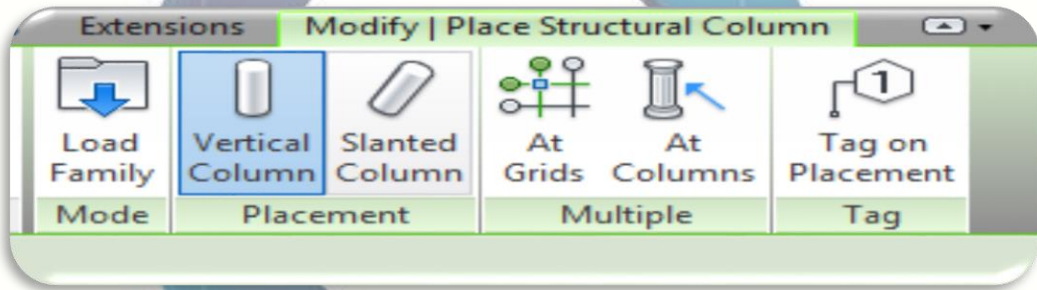 Extensions Modify | Place Structural Column
Load
Family
Vertical
Column
Slanted
Column
At
Grids
At
Columns
1
Tag on
Placement
Mode Placement Multiple Tag